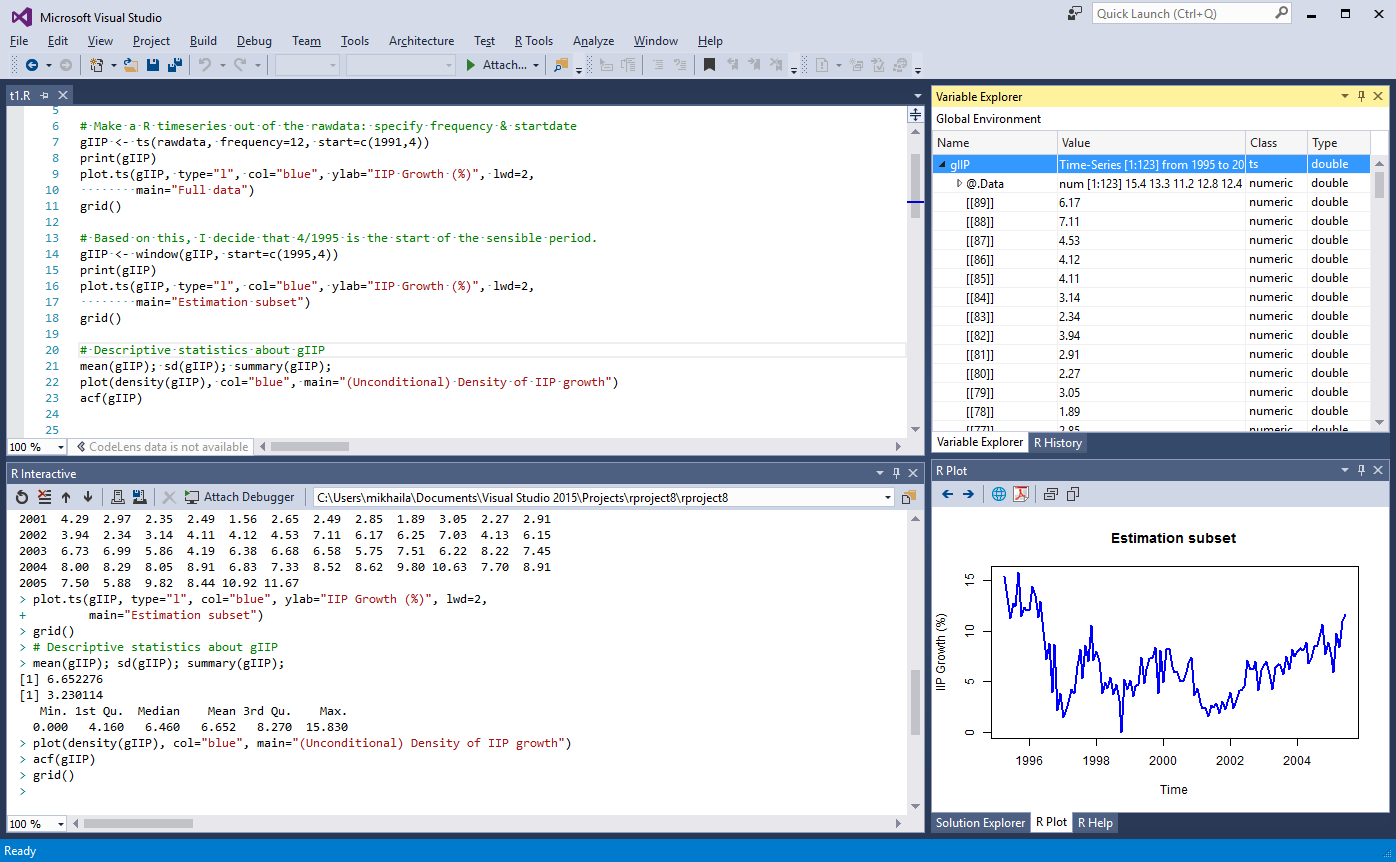 Microsoft Visual Studio
Quick Launch (Ctrl+Q)
File Edit View Project Build Debug Team Tools Architecture Test R Tools Analyze Window Help
Attach...
t1.R
5
6 # Make a R timeseries out of the rawdata: specify frequency & startdate
7 gIIP <- ts(rawdata, frequency=12, start=c(1991,4))
8 print(gIIP)
9 plot.ts(gIIP, type="l", col="blue", ylab="IIP Growth (%)", lwd=2,
10 main="Full data")
11 grid()
12
13 # Based on this, I decide that 4/1995 is the start of the sensible period.
14 gIIP <- window(gIIP, start=c(1995,4))
15 print(gIIP)
16 plot.ts(gIIP, type="l", col="blue", ylab="IIP Growth (%)", lwd=2,
17 main="Estimation subset")
18 grid()
19
20 # Descriptive statistics about gIIP
21 mean(gIIP); sd(gIIP); summary(gIIP);
22 plot(density(gIIP), col="blue", main="(Unconditional) Density of IIP growth")
23 acf(gIIP)
24
25
100 % CodeLens data is not available
R Interactive
Attach Debugger C:\Users\mikhaila\Documents\Visual Studio 2015\Projects\rproject8\rproject8
2001 4.29 2.97 2.35 2.49 1.56 2.65 2.49 2.85 1.89 3.05 2.27 2.91
2002 3.94 2.34 3.14 4.11 4.12 4.53 7.11 6.17 6.25 7.03 4.13 6.15
2003 6.73 6.99 5.86 4.19 6.38 6.68 6.58 5.75 7.51 6.22 8.22 7.45
2004 8.00 8.29 8.05 8.91 6.83 7.33 8.52 8.62 9.80 10.63 7.70 8.91
2005 7.50 5.88 9.82 8.44 10.92 11.67
> plot.ts(gIIP, type="l", col="blue", ylab="IIP Growth (%)", lwd=2,
+ main="Estimation subset")
> grid()
> # Descriptive statistics about gIIP
> mean(gIIP); sd(gIIP); summary(gIIP);
[1] 6.652276
[1] 3.230114
Min. 1st Qu. Median Mean 3rd Qu. Max.
0.000 4.160 6.460 6.652 8.270 15.830
> plot(density(gIIP), col="blue", main="(Unconditional) Density of IIP growth")
> acf(gIIP)
> grid()
>
100 %
Variable Explorer
Global Environment
Name Value Class Type
gIIP Time-Series [1:123] from 1995 to 20 ts double
@.Data num [1:123] 15.4 13.3 11.2 12.8 12.4 numeric double
[[89]] 6.17 numeric double
[[88]] 7.11 numeric double
[[87]] 4.53 numeric double
[[86]] 4.12 numeric double
[[85]] 4.11 numeric double
[[84]] 3.14 numeric double
[[83]] 2.34 numeric double
[[82]] 3.94 numeric double
[[81]] 2.91 numeric double
[[80]] 2.27 numeric double
[[79]] 3.05 numeric double
[[78]] 1.89 numeric double
[[77]] 2.85 numeric double
Variable Explorer R History
R Plot
Estimation subset
IIP Growth (%)
15
10
5
0
1996 1998 2000 2002 2004
Time
Solution Explorer R Plot R Help
Ready